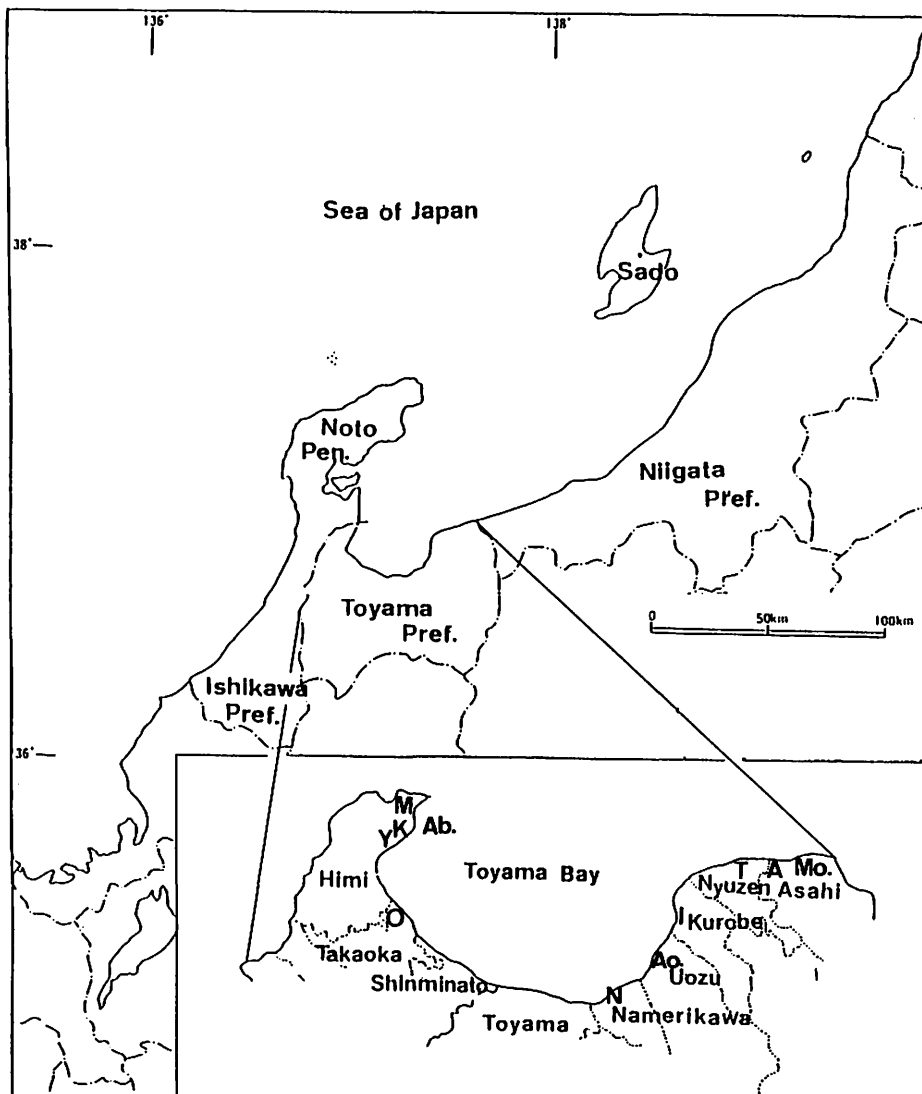 136°
138°
Sea of Japan
38°
Sado
Noto
Pen.
Niigata
Pref.
Toyama
Pref.
0 50km 100km
Ishikawa
Pref.
36°
M
K
Y
Ab.
Himi
Toyama Bay
T A Mo.
Nyuzen Asahi
O
I Kurobe
Takaoka
Ao.
Uozu
Shinminato
N
Toyama
Namerikawa